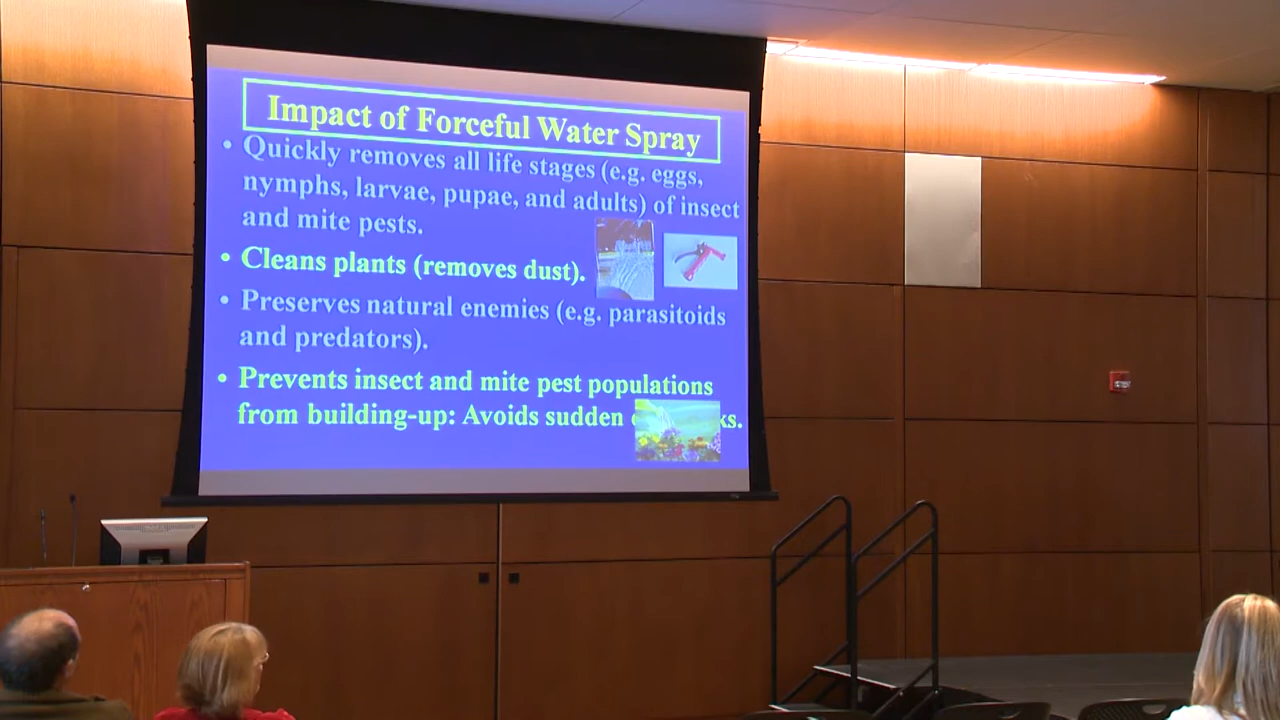 Impact of Forceful Water Spray
• Quickly removes all life stages (e.g. eggs,
nymphs, larvae, pupae, and adults) of insect
and mite pests.
• Cleans plants (removes dust).
• Preserves natural enemies (e.g. parasitoids
and predators).
• Prevents insect and mite pest populations
from building-up: Avoids sudden